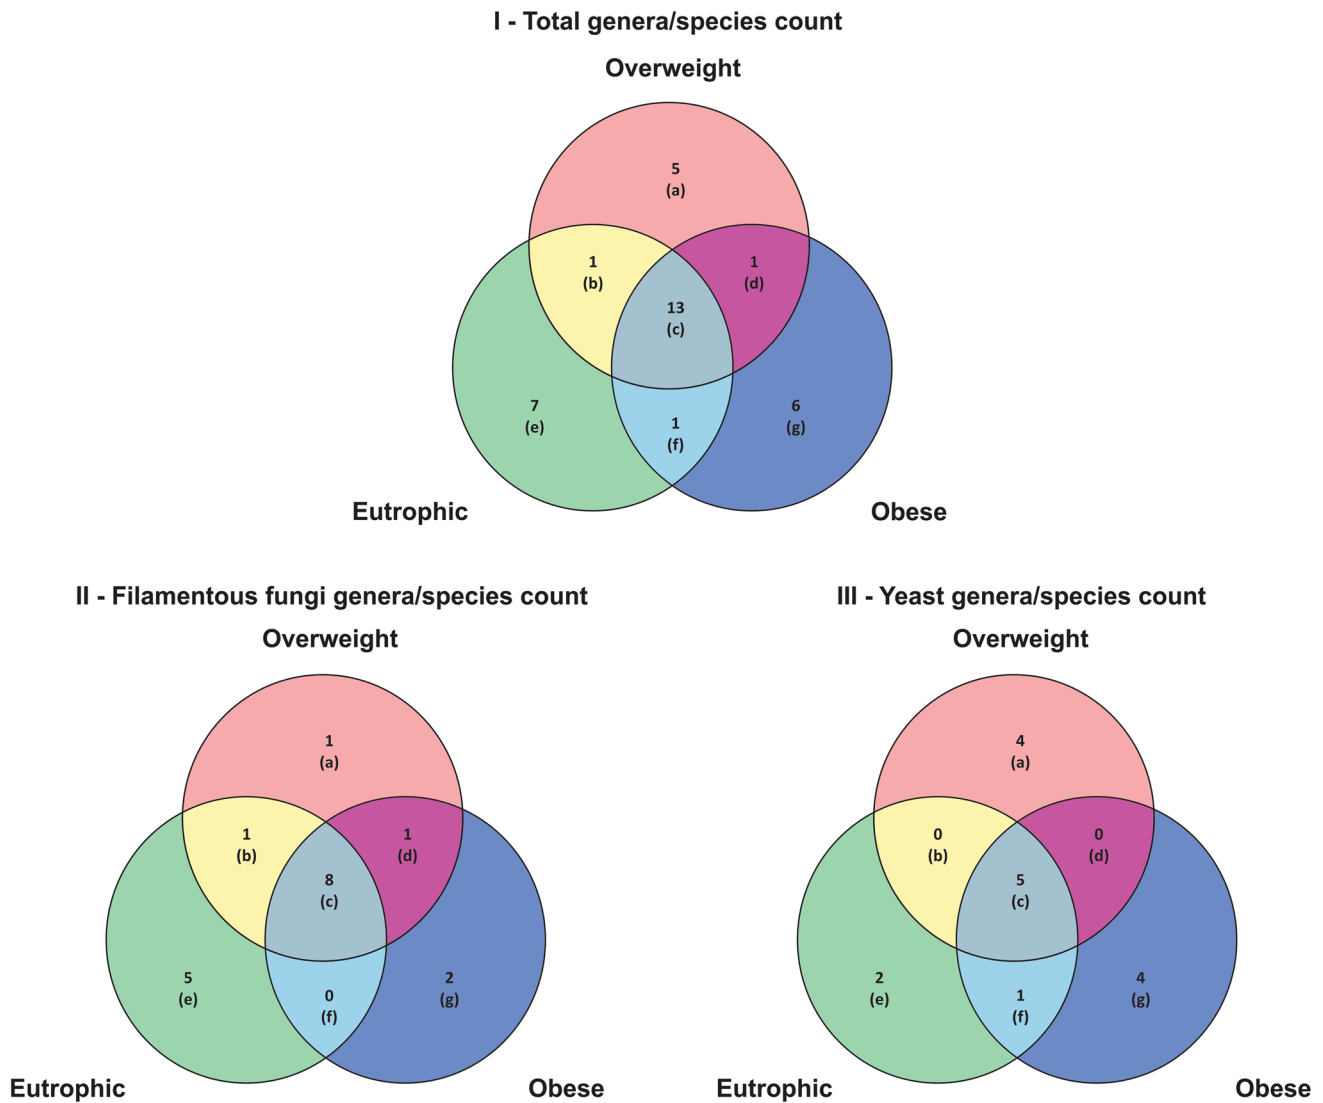 I - Total genera/species count
Overweight
5
(a)
1
(b)
1
(d)
13
(c)
7
(e)
6
(g)
1
(f)
Eutrophic
Obese
II - Filamentous fungi genera/species count
Overweight
1
(a)
1
(b)
1
(d)
8
(c)
5
(e)
2
(g)
0
(f)
Eutrophic
Obese
III - Yeast genera/species count
Overweight
4
(a)
0
(b)
0
(d)
5
(c)
2
(e)
4
(g)
1
(f)
Eutrophic
Obese